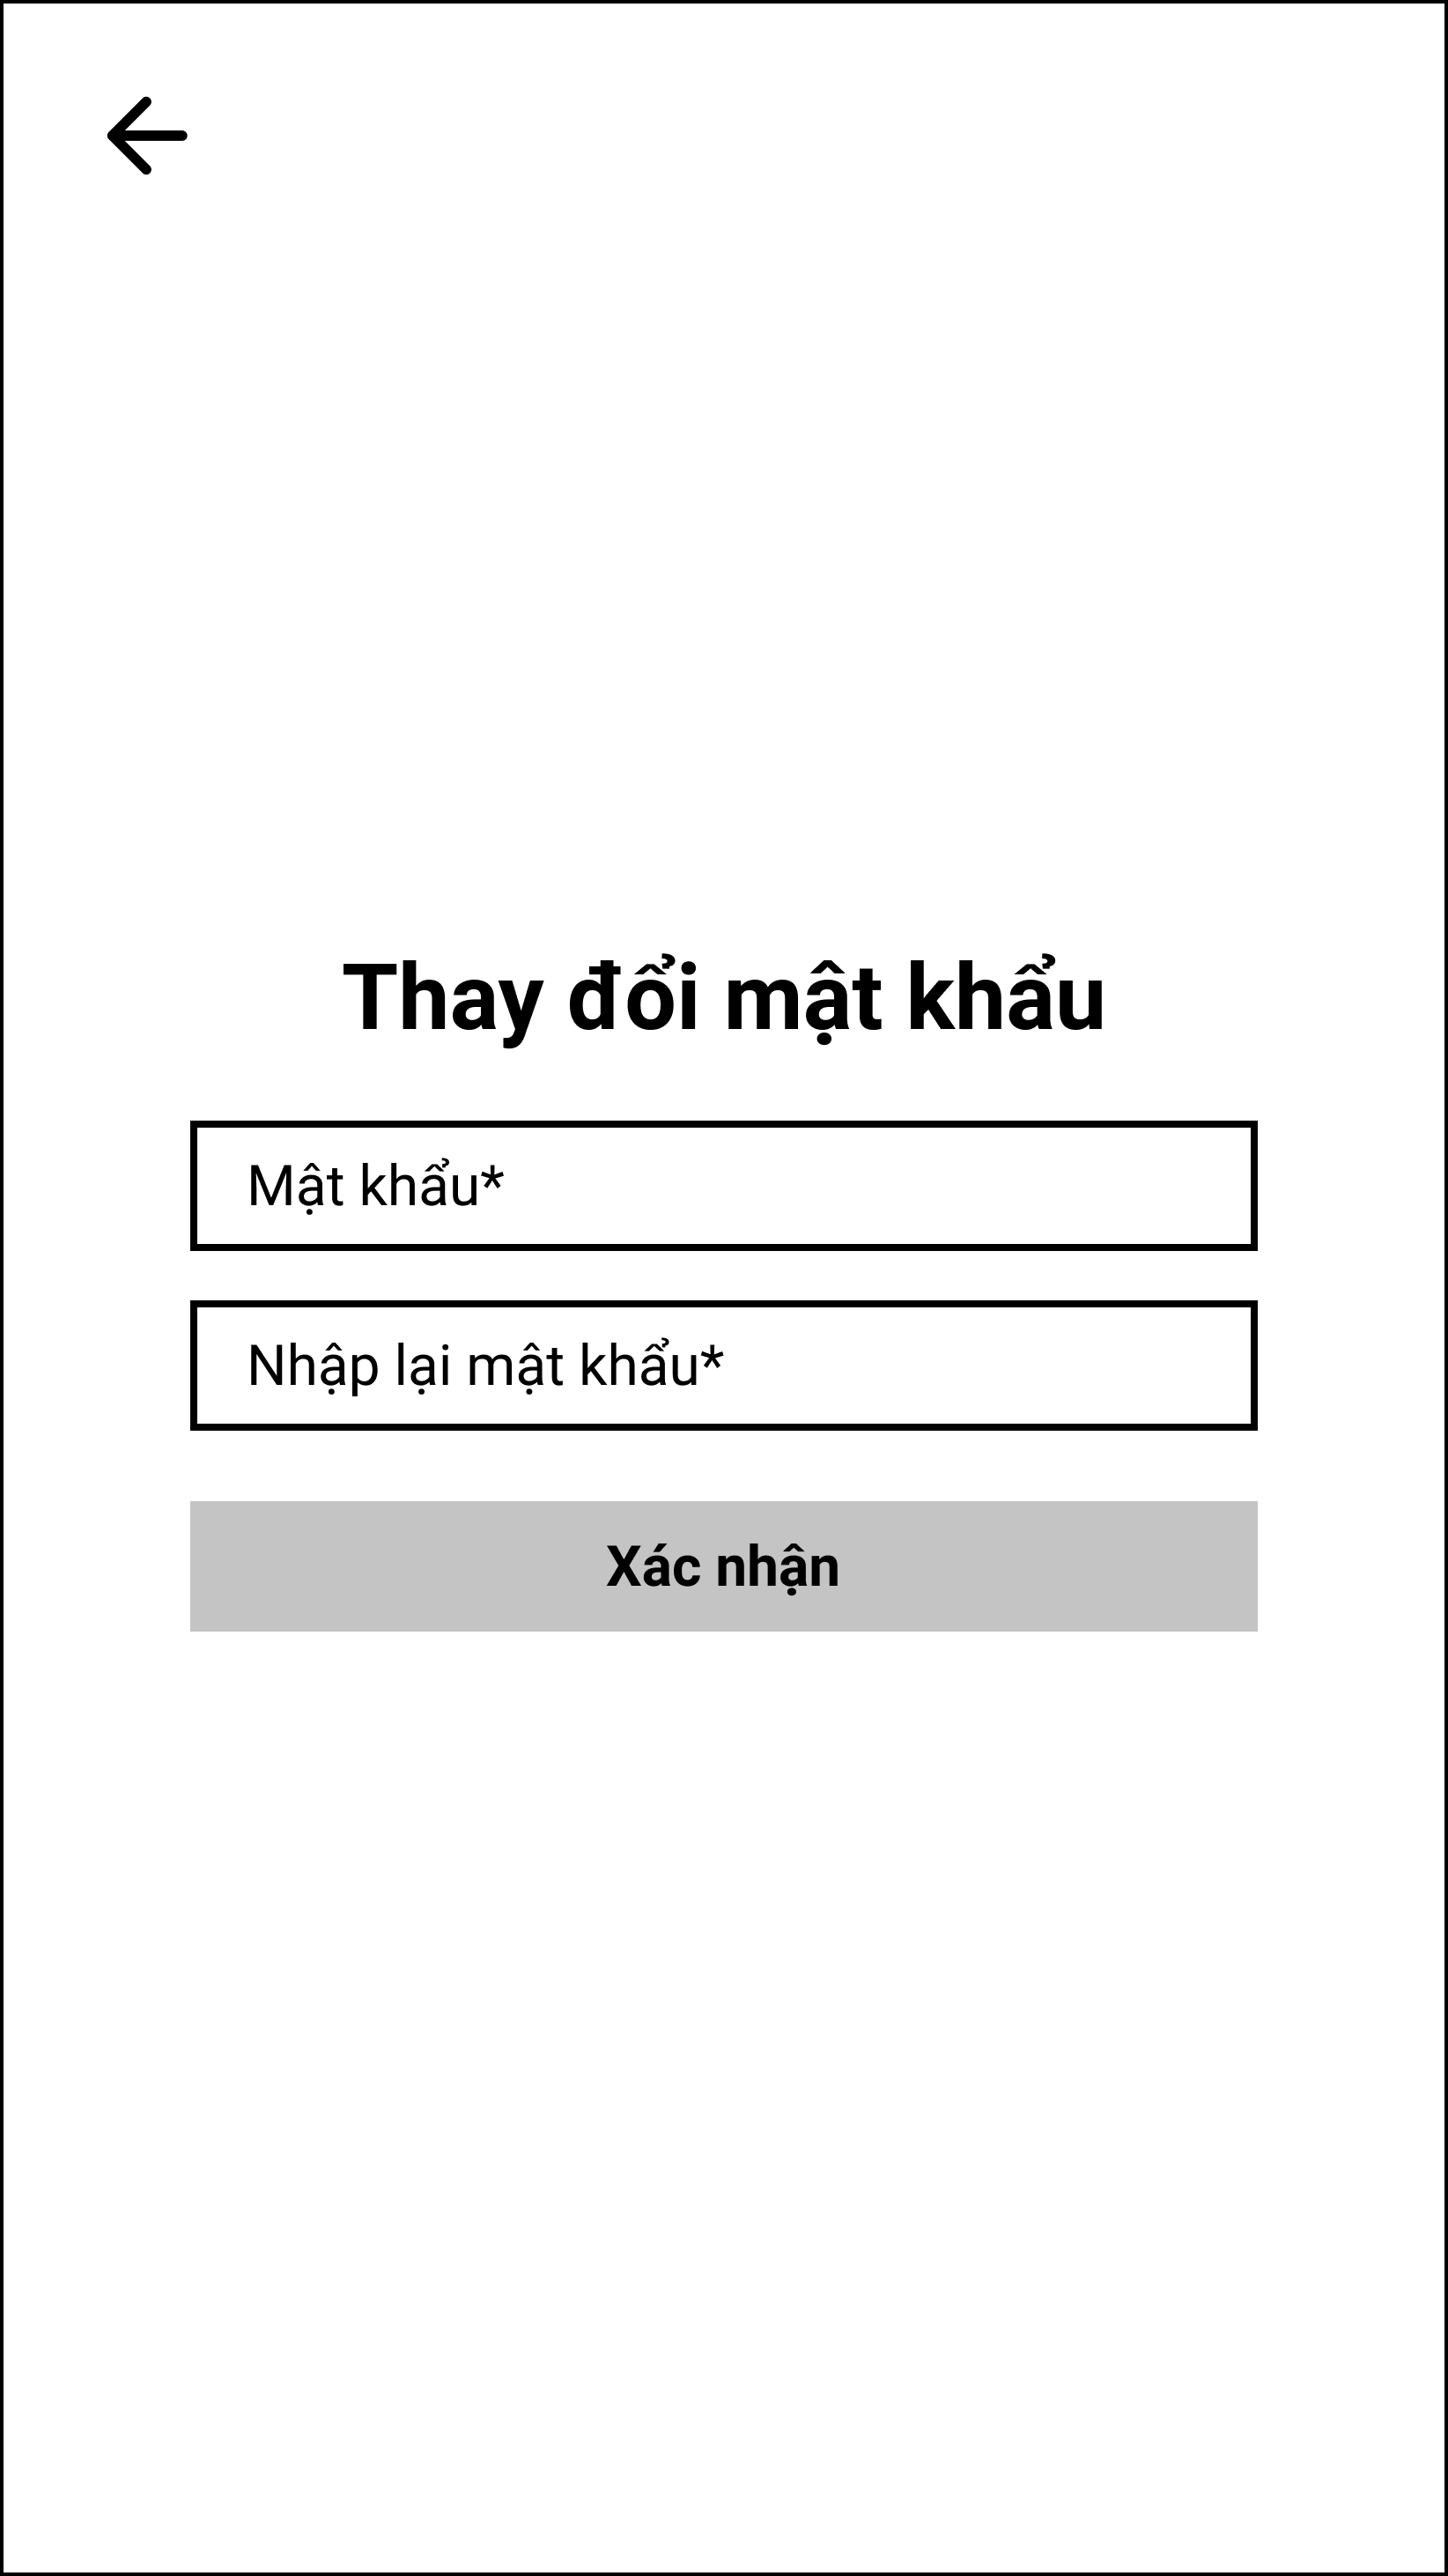 Thay đổi mật khẩu
Mật khẩu*
Nhập lại mật khẩu*
Xác nhận